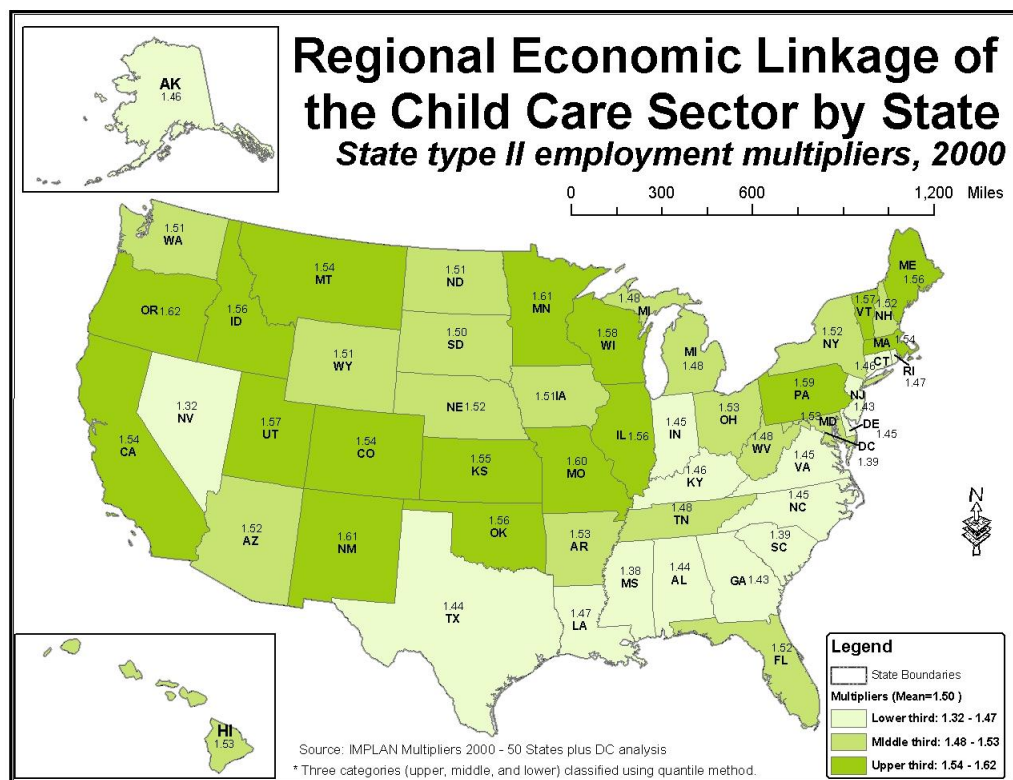 Regional Economic Linkage of
the Child Care Sector by State
State type II employment multipliers, 2000
0 300 600 1,200 Miles
AK
1.46
1.51
WA
OR 1.62
1.56
ID
1.54
MT
1.51
ND
1.50
SD
1.51
WY
NE 1.52
1.61
MN
1.58
WI
1.48
MI
MI
1.48
1.51 IA
IL 1.56
1.45
IN
1.53
OH
1.59
PA
1.52
NY
1.57
VT
1.52
NH
ME
1.56
MA
1.54
1.46
CT
RI
1.47
NJ
1.43
1.53
MD
DE
1.45
DC
1.39
1.48
WV
1.45
VA
1.46
KY
1.45
NC
1.48
TN
1.39
SC
GA 1.43
1.44
AL
1.38
MS
1.47
LA
1.53
AR
1.60
MO
1.55
KS
1.56
OK
1.44
TX
1.61
NM
1.54
CO
1.57
UT
1.52
AZ
1.32
NV
1.54
CA
1.52
FL
HI
1.53
N
Legend
State Boundaries
Multipliers (Mean=1.50 )
Lower third: 1.32 - 1.47
Middle third: 1.48 - 1.53
Upper third: 1.54 - 1.62
Source: IMPLAN Multipliers 2000 - 50 States plus DC analysis
* Three categories (upper, middle, and lower) classified using quantile method.